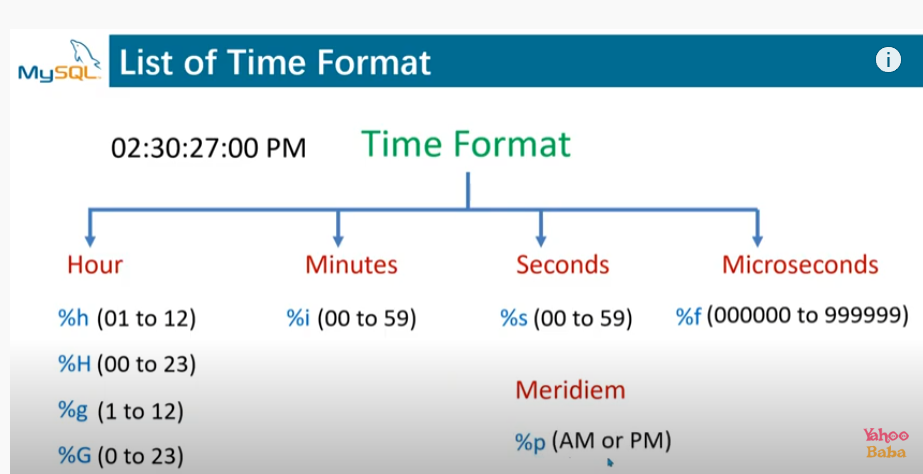 MySQL
List of Time Format
i
02:30:27:00 PM
Time Format
Hour
Minutes
Seconds
Microseconds
%h (01 to 12)
%i (00 to 59)
%s (00 to 59)
%f (000000 to 999999)
%H (00 to 23)
%g (1 to 12)
%G (0 to 23)
Meridiem
%p (AM or PM)
Yahoo
Baba